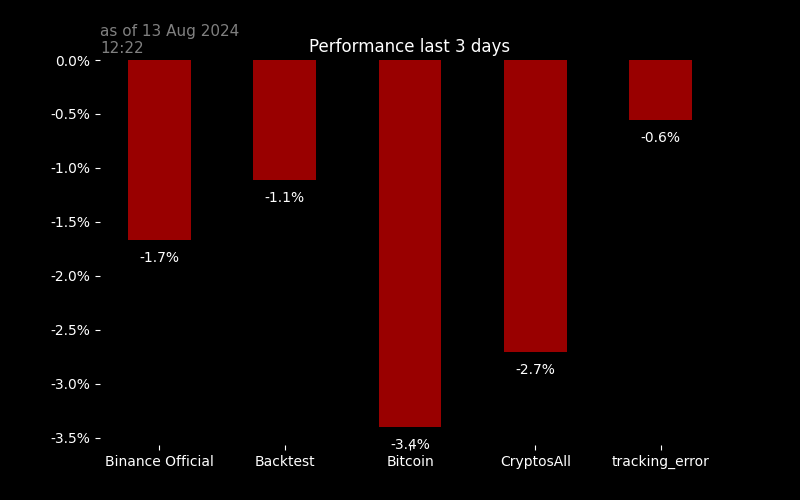 as of 13 Aug 2024
12:22
Performance last 3 days
0.0%
-0.5%
-1.0%
-1.5%
-2.0%
-2.5%
-3.0%
-3.5%
-1.7%
-1.1%
-3.4%
-2.7%
-0.6%
Binance Official
Backtest
Bitcoin
CryptosAll
tracking_error